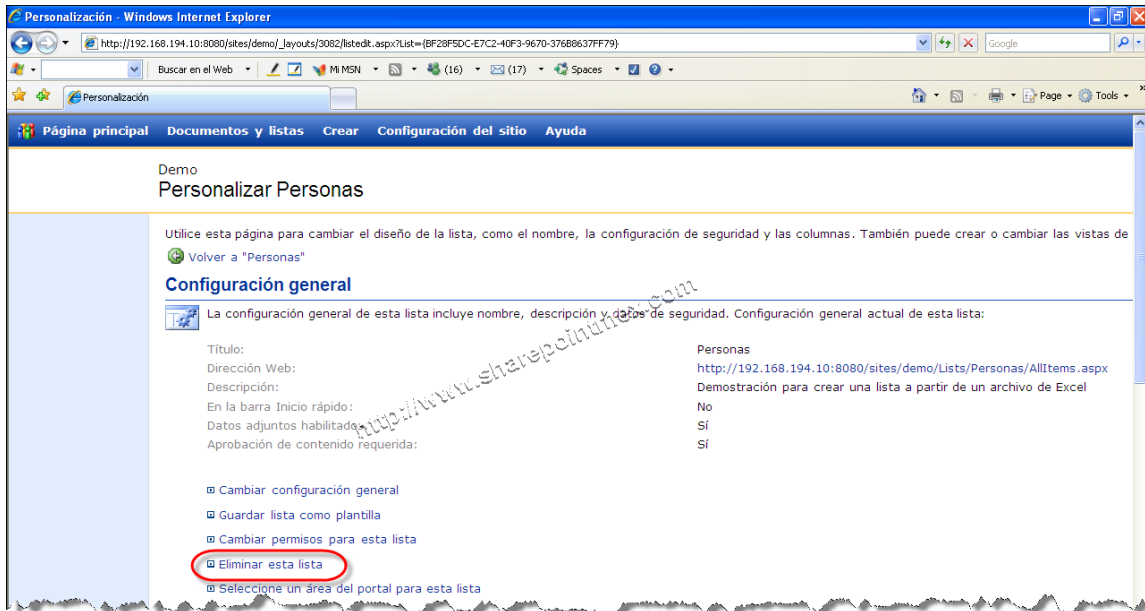 Personalización - Windows Internet Explorer
http://192.168.194.10:8080/sites/demo/_layouts/3082/listedit.aspx?List={BF28F5DC-E7C2-40F3-9670-376B8637FF79}
Google
Buscar en el Web
Mi MSN
(16)
(17)
Spaces
Personalización
Page
Tools
Página principal Documentos y listas Crear Configuración del sitio Ayuda
Demo
Personalizar Personas
Utilice esta página para cambiar el diseño de la lista, como el nombre, la configuración de seguridad y las columnas. También puede crear o cambiar las vistas de
Volver a "Personas"
Configuración general
La configuración general de esta lista incluye nombre, descripción y datos de seguridad. Configuración general actual de esta lista:
Título: Personas
Dirección Web: http://192.168.194.10:8080/sites/demo/Lists/Personas/AllItems.aspx
Descripción: Demostración para crear una lista a partir de un archivo de Excel
En la barra Inicio rápido: No
Datos adjuntos habilitados: Sí
Aprobación de contenido requerida: Sí
Cambiar configuración general
Guardar lista como plantilla
Cambiar permisos para esta lista
Eliminar esta lista
Seleccione un área del portal para esta lista